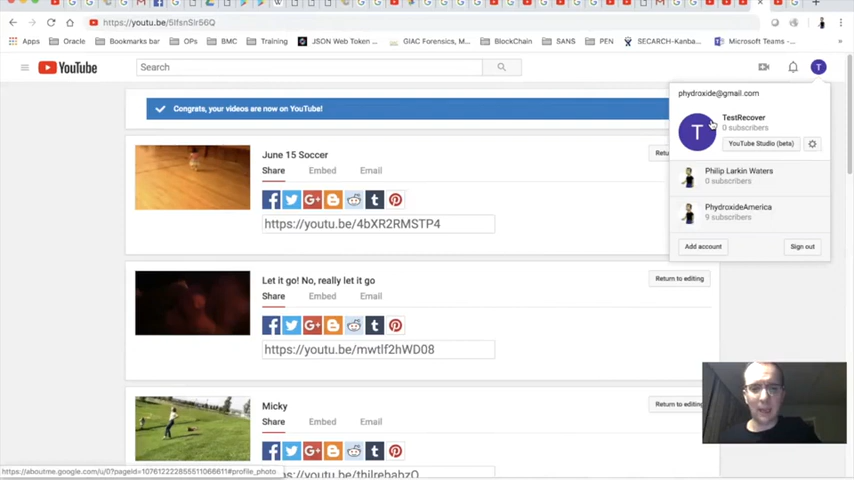 https://youtu.be/5IfsnSIr56Q
Apps
Oracle
Bookmarks bar
OPs
BMC
Training
JSON Web Token ...
GIAC Forensics, M...
BlockChain
SANS
PEN
SECARCH-Kanba...
Microsoft Teams -...
YouTube
Search
T
phydroxide@gmail.com
T
TestRecover
0 subscribers
YouTube Studio (beta)
Philip Larkin Waters
0 subscribers
PhydroxideAmerica
9 subscribers
Add account
Sign out
Congrats, your videos are now on YouTube!
June 15 Soccer
Share Embed Email
https://youtu.be/4bXR2RMSTP4
Let it go! No, really let it go
Return to editing
Share Embed Email
https://youtu.be/mwtlf2hWD08
Micky
Return to editing
Share Embed Email
https://aboutme.google.com/u/0?pageId=107612222855511066611#profile_photo